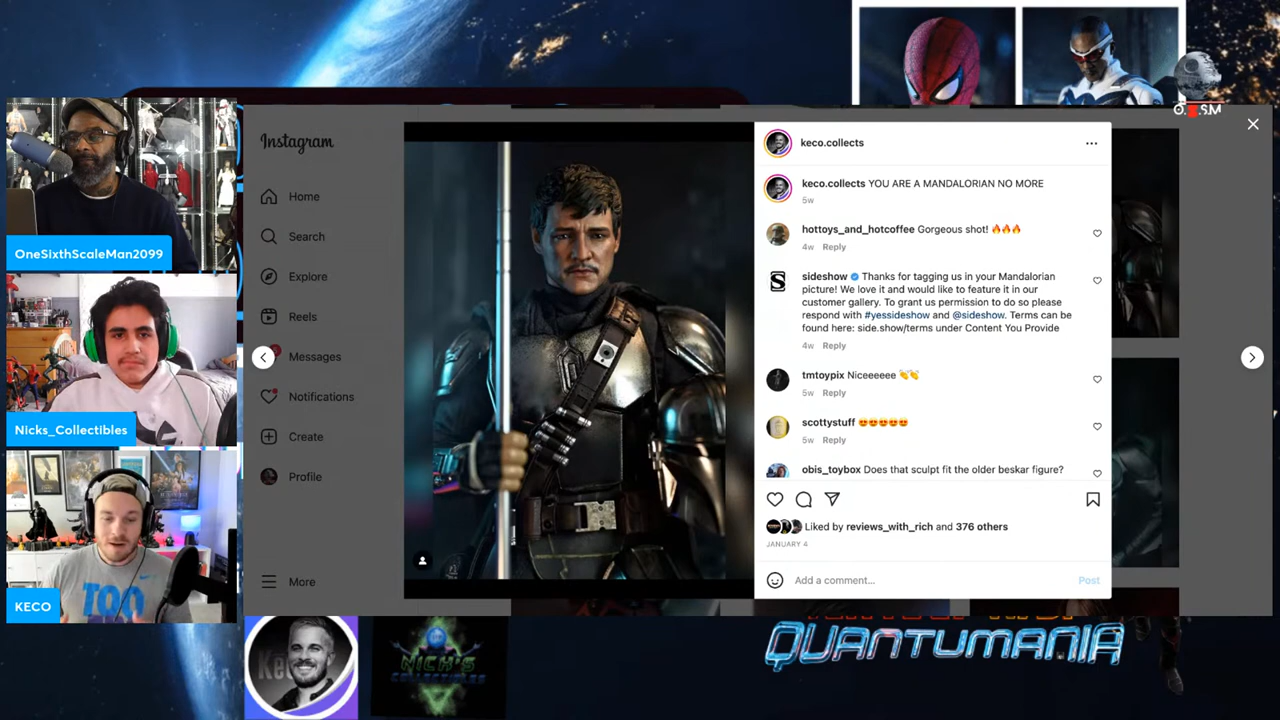 O.S.M
OneSixthScaleMan2099
Nicks_Collectibles
TOO
KECO
Instagram
Home
Search
Explore
Reels
Messages
Notifications
Create
Profile
More
keco.collects
keco.collects YOU ARE A MANDALORIAN NO MORE
5w
hottoys_and_hotcoffee Gorgeous shot! 🔥🔥🔥
4w Reply
sideshow Thanks for tagging us in your Mandalorian
picture! We love it and would like to feature it in our
customer gallery. To grant us permission to do so please
respond with #yessideshow and @sideshow. Terms can be
found here: side.show/terms under Content You Provide
4w Reply
tmtoypix Niceeeeee 👏👏
5w Reply
scottystuff 😍😍😍😍😍
5w Reply
obis_toybox Does that sculpt fit the older beskar figure?
Liked by reviews_with_rich and 376 others
JANUARY 4
Add a comment...
Post
NICK'S
COLLECTIBLES
QUANTUMANIA